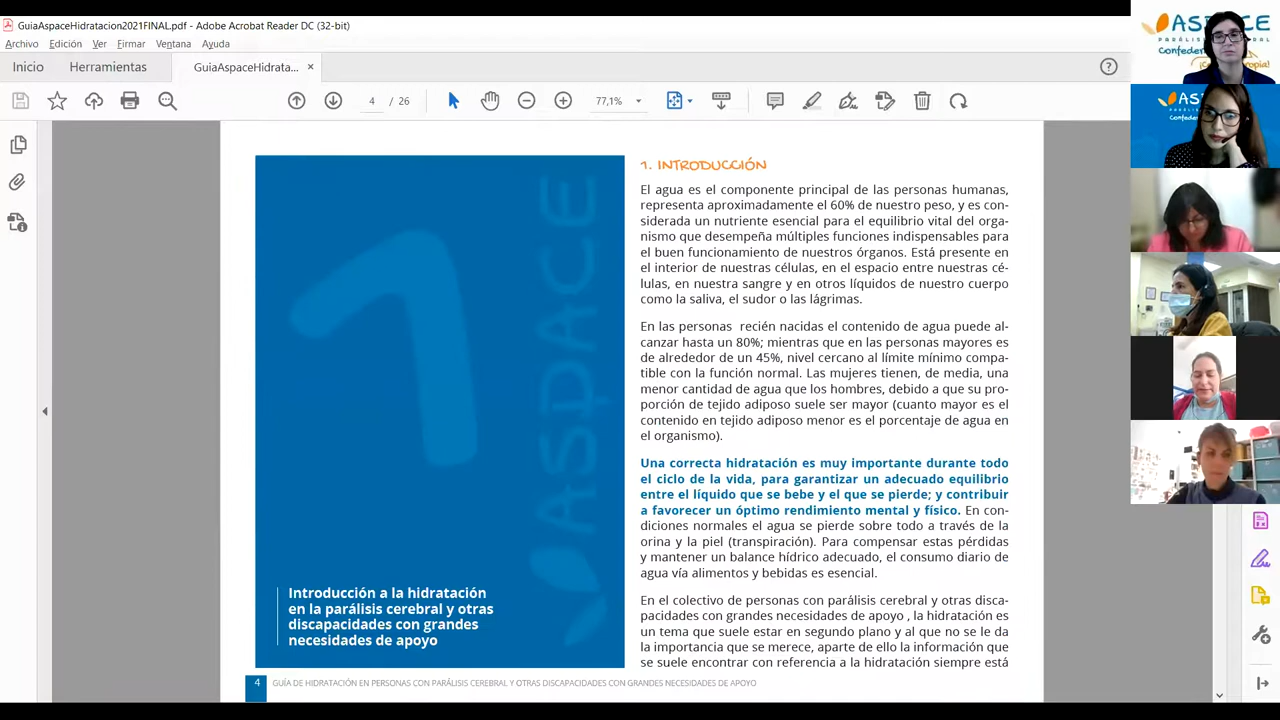 GuiaAspaceHidratacion2021FINAL.pdf - Adobe Acrobat Reader DC (32-bit)
Archivo Edición Ver Firmar Ventana Ayuda
Inicio Herramientas GuiaAspaceHidrata... ×
4 / 26 77,1%
ASPACE
1. INTRODUCCIÓN
El agua es el componente principal de las personas humanas,
representa aproximadamente el 60% de nuestro peso, y es con-
siderada un nutriente esencial para el equilibrio vital del orga-
nismo que desempeña múltiples funciones indispensables para
el buen funcionamiento de nuestros órganos. Está presente en
el interior de nuestras células, en el espacio entre nuestras cé-
lulas, en nuestra sangre y en otros líquidos de nuestro cuerpo
como la saliva, el sudor o las lágrimas.
En las personas recién nacidas el contenido de agua puede al-
canzar hasta un 80%; mientras que en las personas mayores es
de alrededor de un 45%, nivel cercano al límite mínimo compa-
tible con la función normal. Las mujeres tienen, de media, una
menor cantidad de agua que los hombres, debido a que su pro-
porción de tejido adiposo suele ser mayor (cuanto mayor es el
contenido en tejido adiposo menor es el porcentaje de agua en
el organismo).
Una correcta hidratación es muy importante durante todo
el ciclo de la vida, para garantizar un adecuado equilibrio
entre el líquido que se bebe y el que se pierde; y contribuir
a favorecer un óptimo rendimiento mental y físico. En con-
diciones normales el agua se pierde sobre todo a través de la
orina y la piel (transpiración). Para compensar estas pérdidas
y mantener un balance hídrico adecuado, el consumo diario de
agua vía alimentos y bebidas es esencial.
En el colectivo de personas con parálisis cerebral y otras disca-
pacidades con grandes necesidades de apoyo , la hidratación es
un tema que suele estar en segundo plano y al que no se le da
la importancia que se merece, aparte de ello la información que
se suele encontrar con referencia a la hidratación siempre está
1
ASPACE
Introducción a la hidratación
en la parálisis cerebral y otras
discapacidades con grandes
necesidades de apoyo
4 GUÍA DE HIDRATACIÓN EN PERSONAS CON PARÁLISIS CEREBRAL Y OTRAS DISCAPACIDADES CON GRANDES NECESIDADES DE APOYO